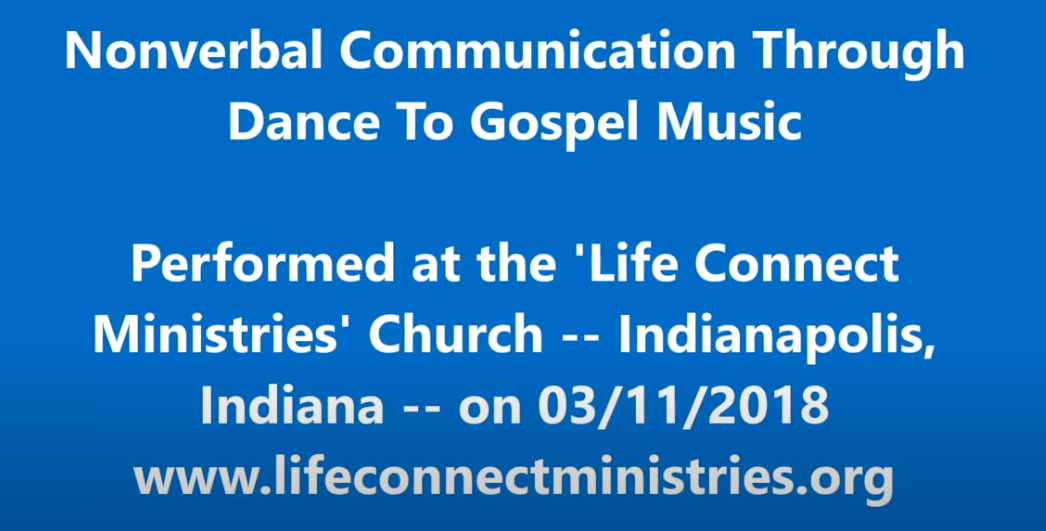 Nonverbal Communication Through
Dance To Gospel Music
Performed at the 'Life Connect
Ministries' Church -- Indianapolis,
Indiana -- on 03/11/2018
www.lifeconnectministries.org